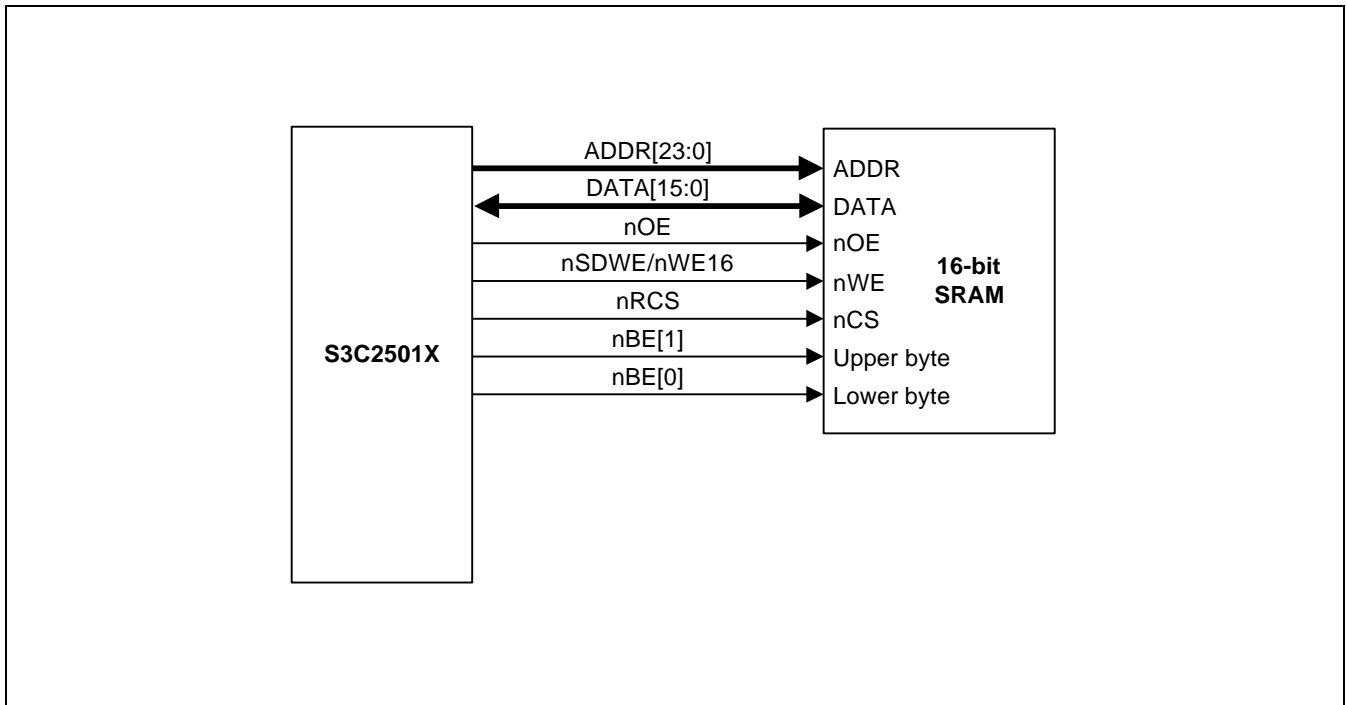 ADDR[23:0]
ADDR
DATA[15:0]
DATA
nOE
nOE
nSDWE/nWE16
nWE
16-bit
SRAM
nRCS
nCS
S3C2501X
nBE[1]
Upper byte
nBE[0]
Lower byte